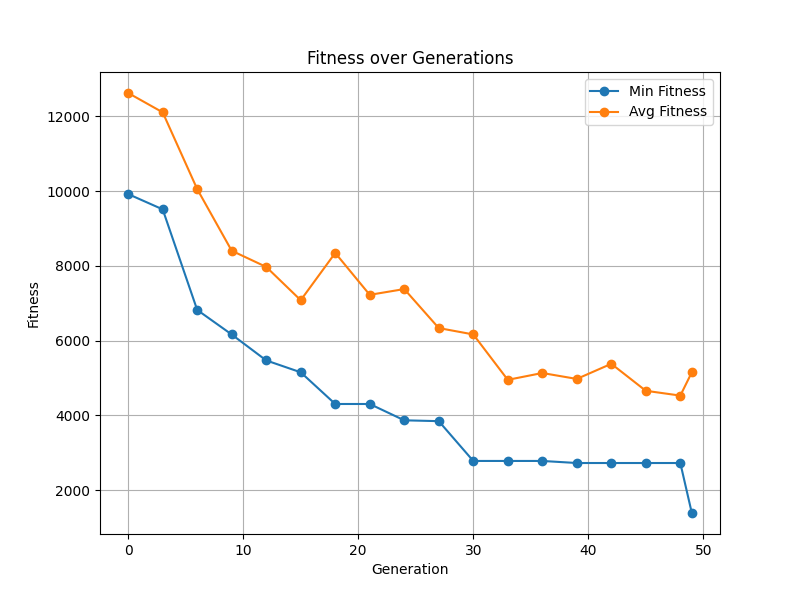 Fitness over Generations
Min Fitness
Avg Fitness
12000
10000
8000
6000
4000
2000
Fitness
0 10 20 30 40 50
Generation